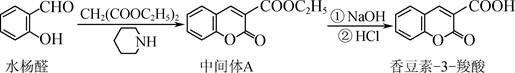 CHO
OH
水杨醛
CH₂(COOC₂H₅)₂
NH
COOC₂H₅
O
O
中间体A
① NaOH
② HCl
COOH
O
O
香豆素-3-羧酸